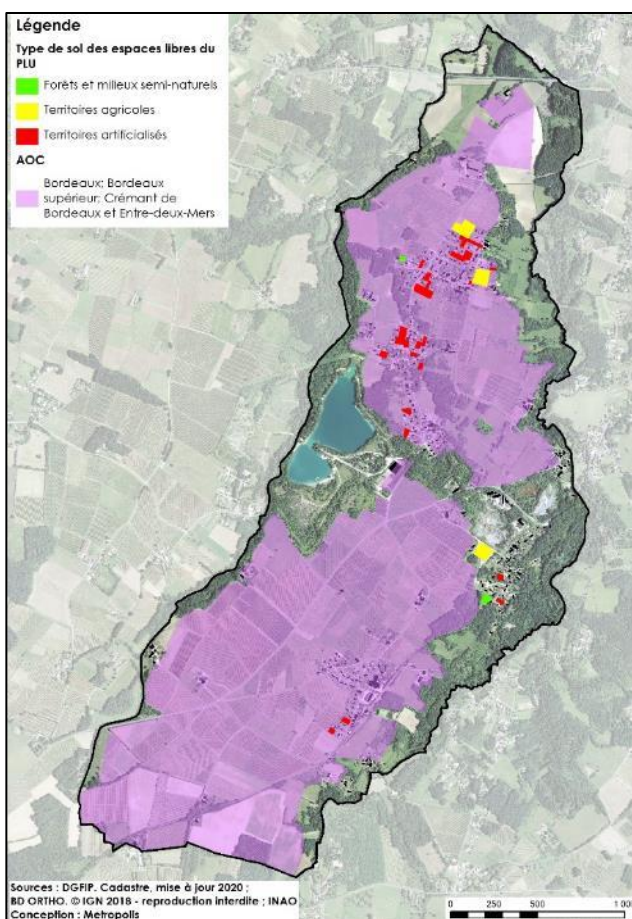 Légende
Type de sol des espaces libres du
PLU
Forêts et milieux semi-naturels
Territoires agricoles
Territoires artificialisés
AOC
Bordeaux; Bordeaux
supérieur; Crémant de
Bordeaux et Entre-deux-Mers
Sources : DGFIP. Cadastre, mise à jour 2020 ;
BD ORTHO. © IGN 2018 - reproduction interdite ; INAO
Conception : Metropolis
0 250 500 1 00